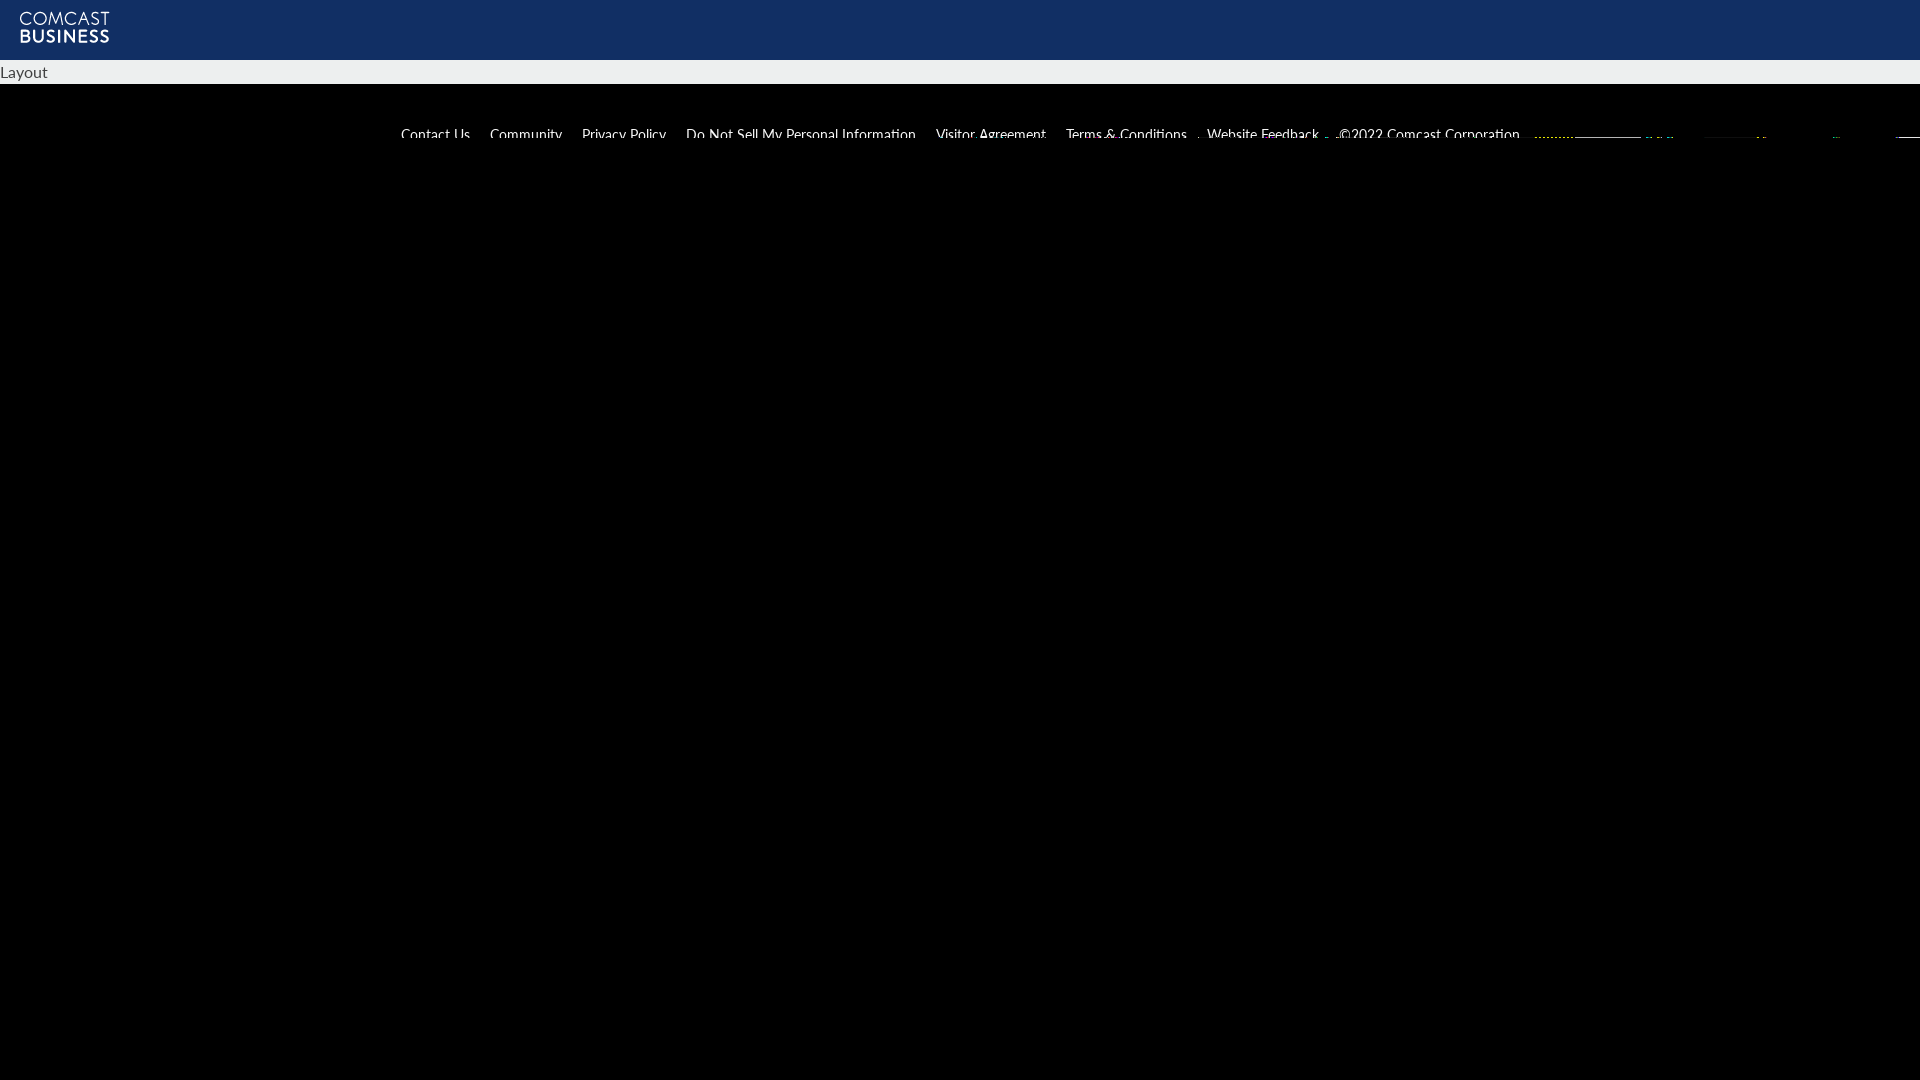 COMCAST
BUSINESS
Layout
Contact Us Community Privacy Policy Do Not Sell My Personal Information Visitor Agreement Terms & Conditions Website Feedback ©2022 Comcast Corporation